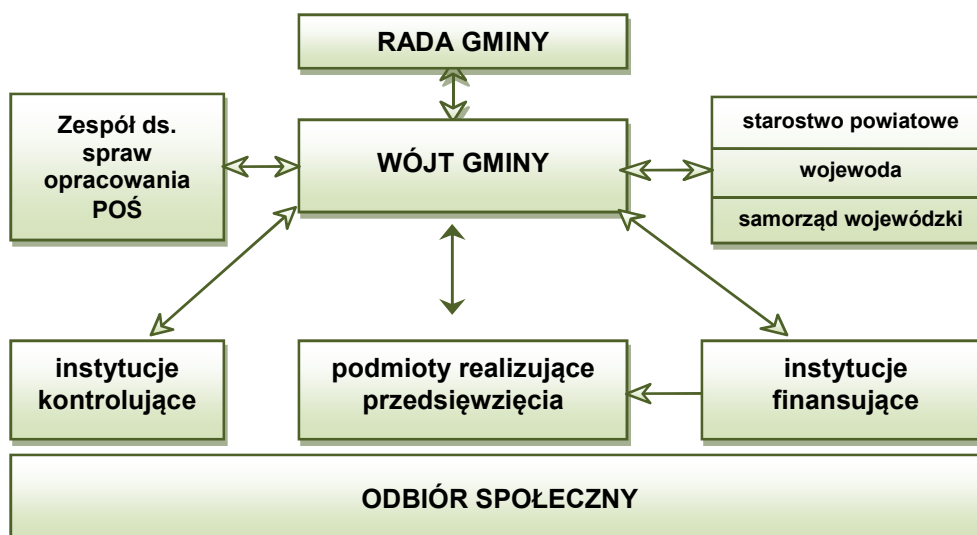 RADA GMINY
Zespół ds.
spraw
opracowania
POŚ
WÓJT GMINY
starostwo powiatowe
wojewoda
samorząd wojewódzki
instytucje
kontrolujące
podmioty realizujące
przedsięwzięcia
instytucje
finansujące
ODBIÓR SPOŁECZNY